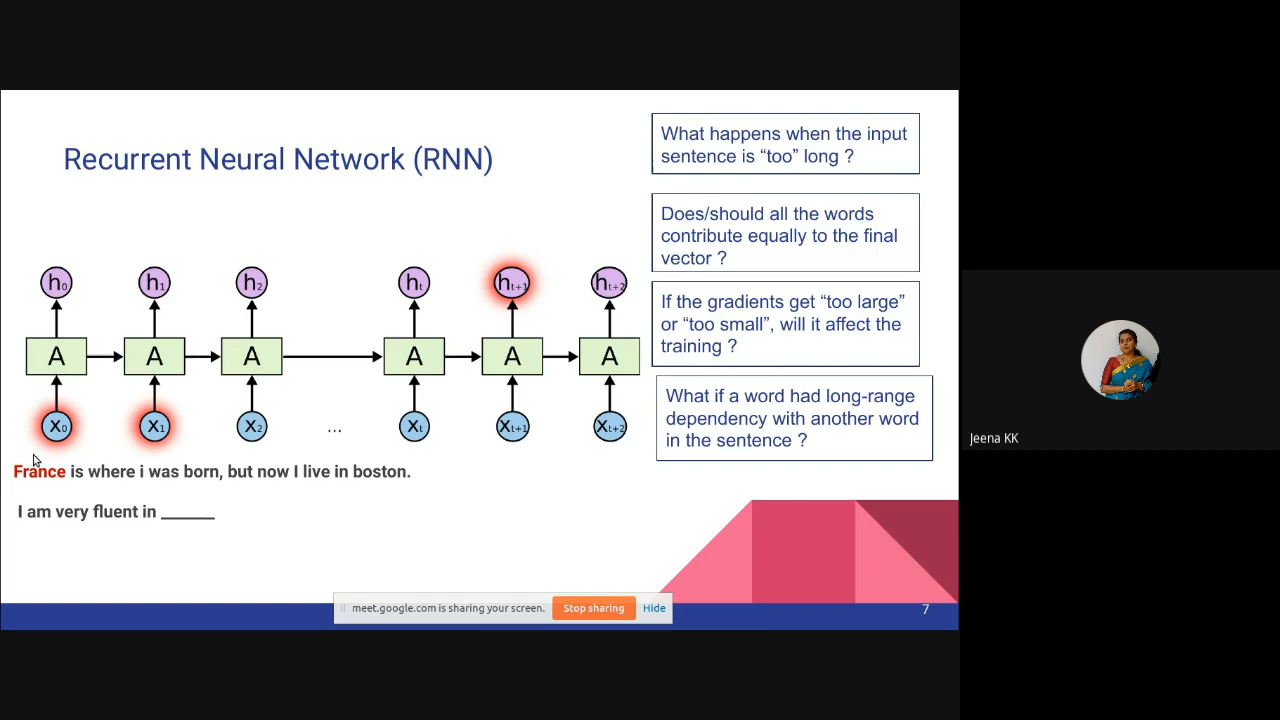 Recurrent Neural Network (RNN)
What happens when the input
sentence is “too” long ?
Does/should all the words
contribute equally to the final
vector ?
If the gradients get “too large”
or “too small”, will it affect the
training ?
What if a word had long-range
dependency with another word
in the sentence ?
h₀ h₁ h₂ hₜ hₜ₊₁ hₜ₊₂
A A A A A A
x₀ x₁ x₂ ... xₜ xₜ₊₁ xₜ₊₂
France is where i was born, but now I live in boston.
I am very fluent in ______
meet.google.com is sharing your screen. Stop sharing Hide
7
Jeena KK